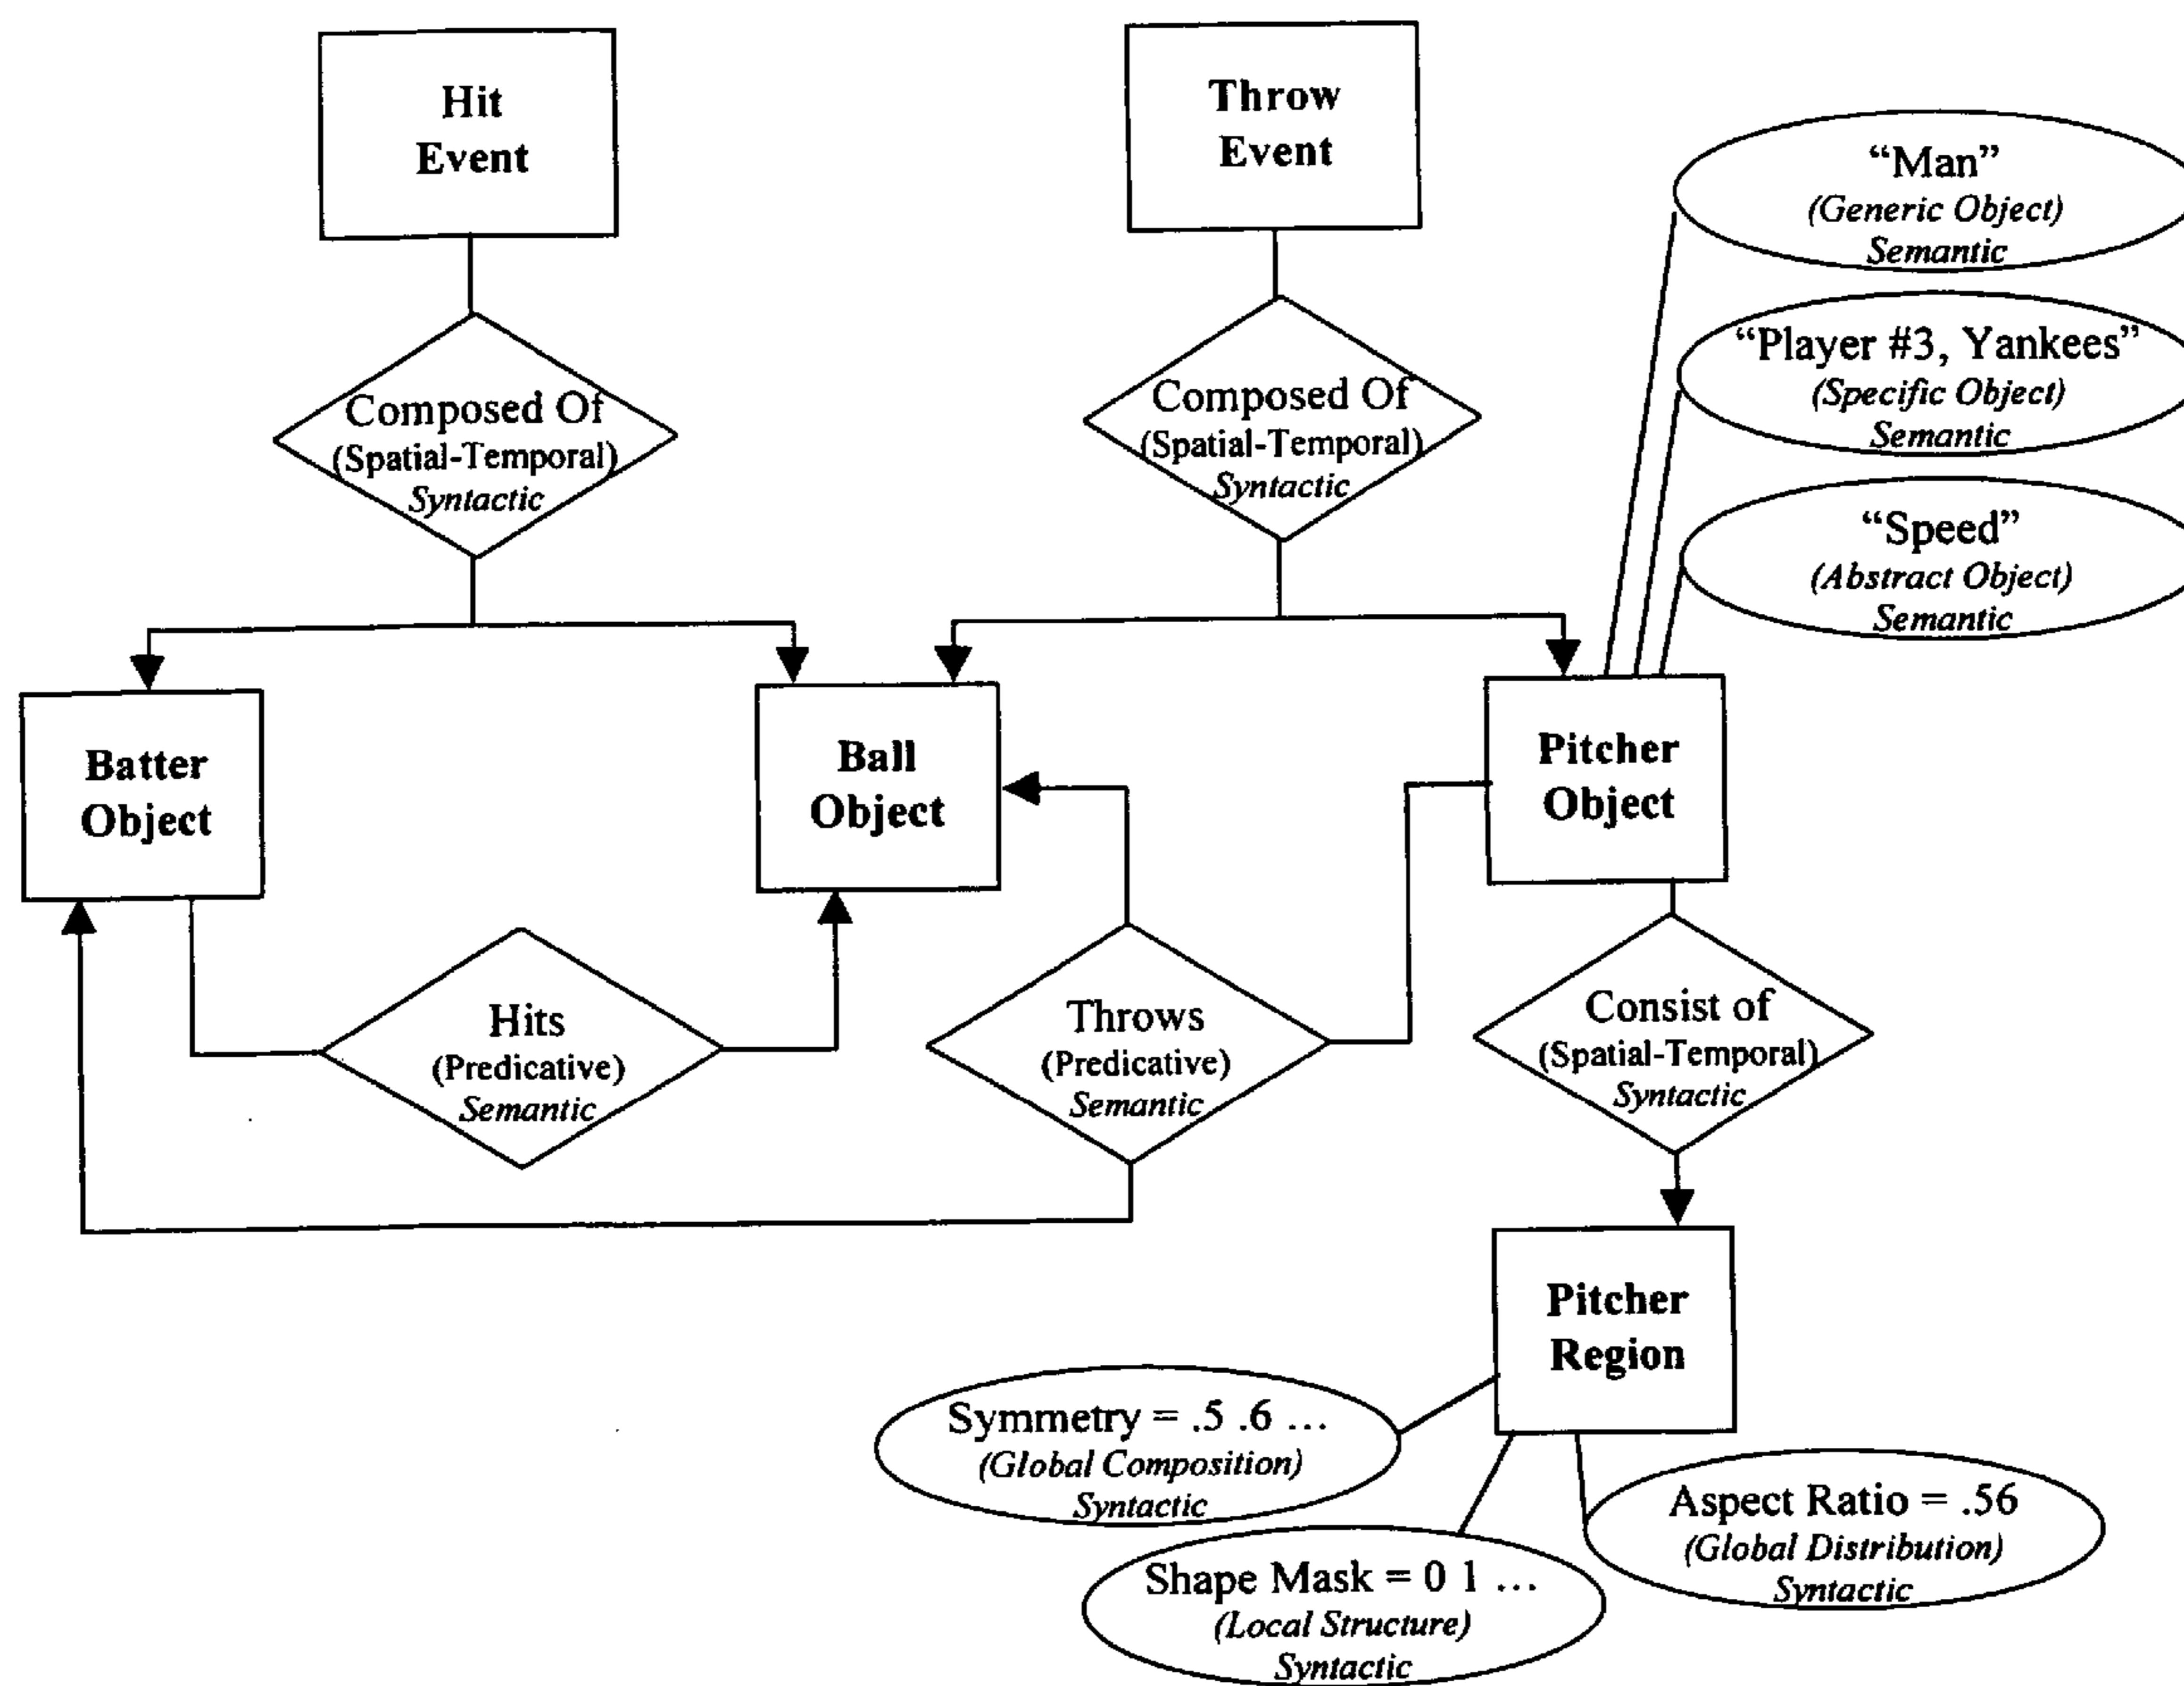 Hit
Event
Throw
Event
“Man”
(Generic Object)
Semantic
“Player #3, Yankees”
(Specific Object)
Semantic
“Speed”
(Abstract Object)
Semantic
Composed Of
(Spatial-Temporal)
Syntactic
Composed Of
(Spatial-Temporal)
Syntactic
Batter
Object
Ball
Object
Pitcher
Object
Hits
(Predicative)
Semantic
Throws
(Predicative)
Semantic
Consist of
(Spatial-Temporal)
Syntactic
Pitcher
Region
Symmetry = .5 .6 ...
(Global Composition)
Syntactic
Aspect Ratio = .56
(Global Distribution)
Syntactic
Shape Mask = 0 1 ...
(Local Structure)
Syntactic